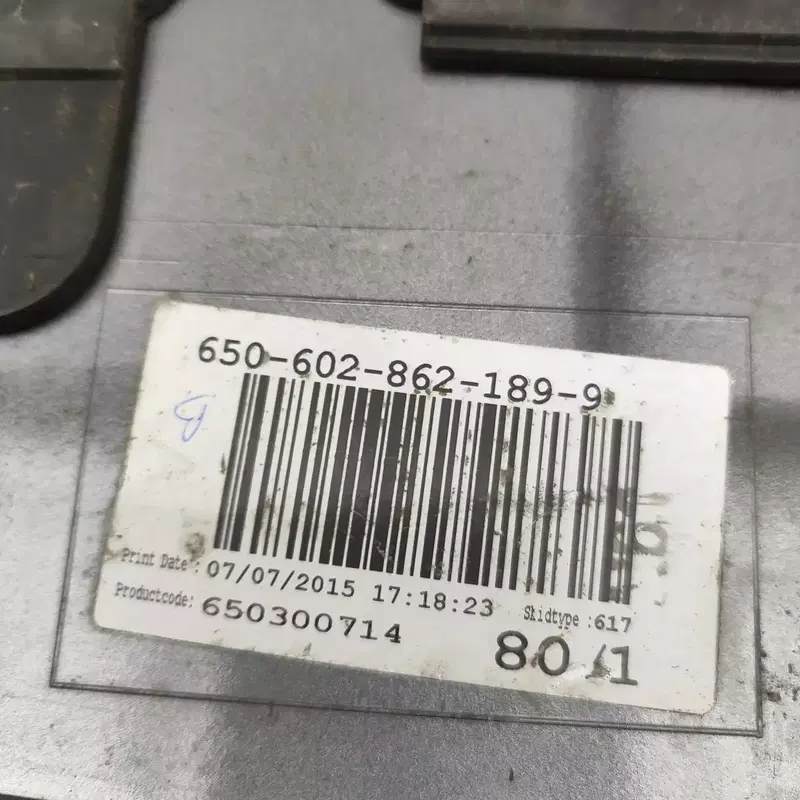 650-602-862-189-9
Print Date : 07/07/2015 17:18:23 Skidtype :617
Productcode: 650300714
80/1